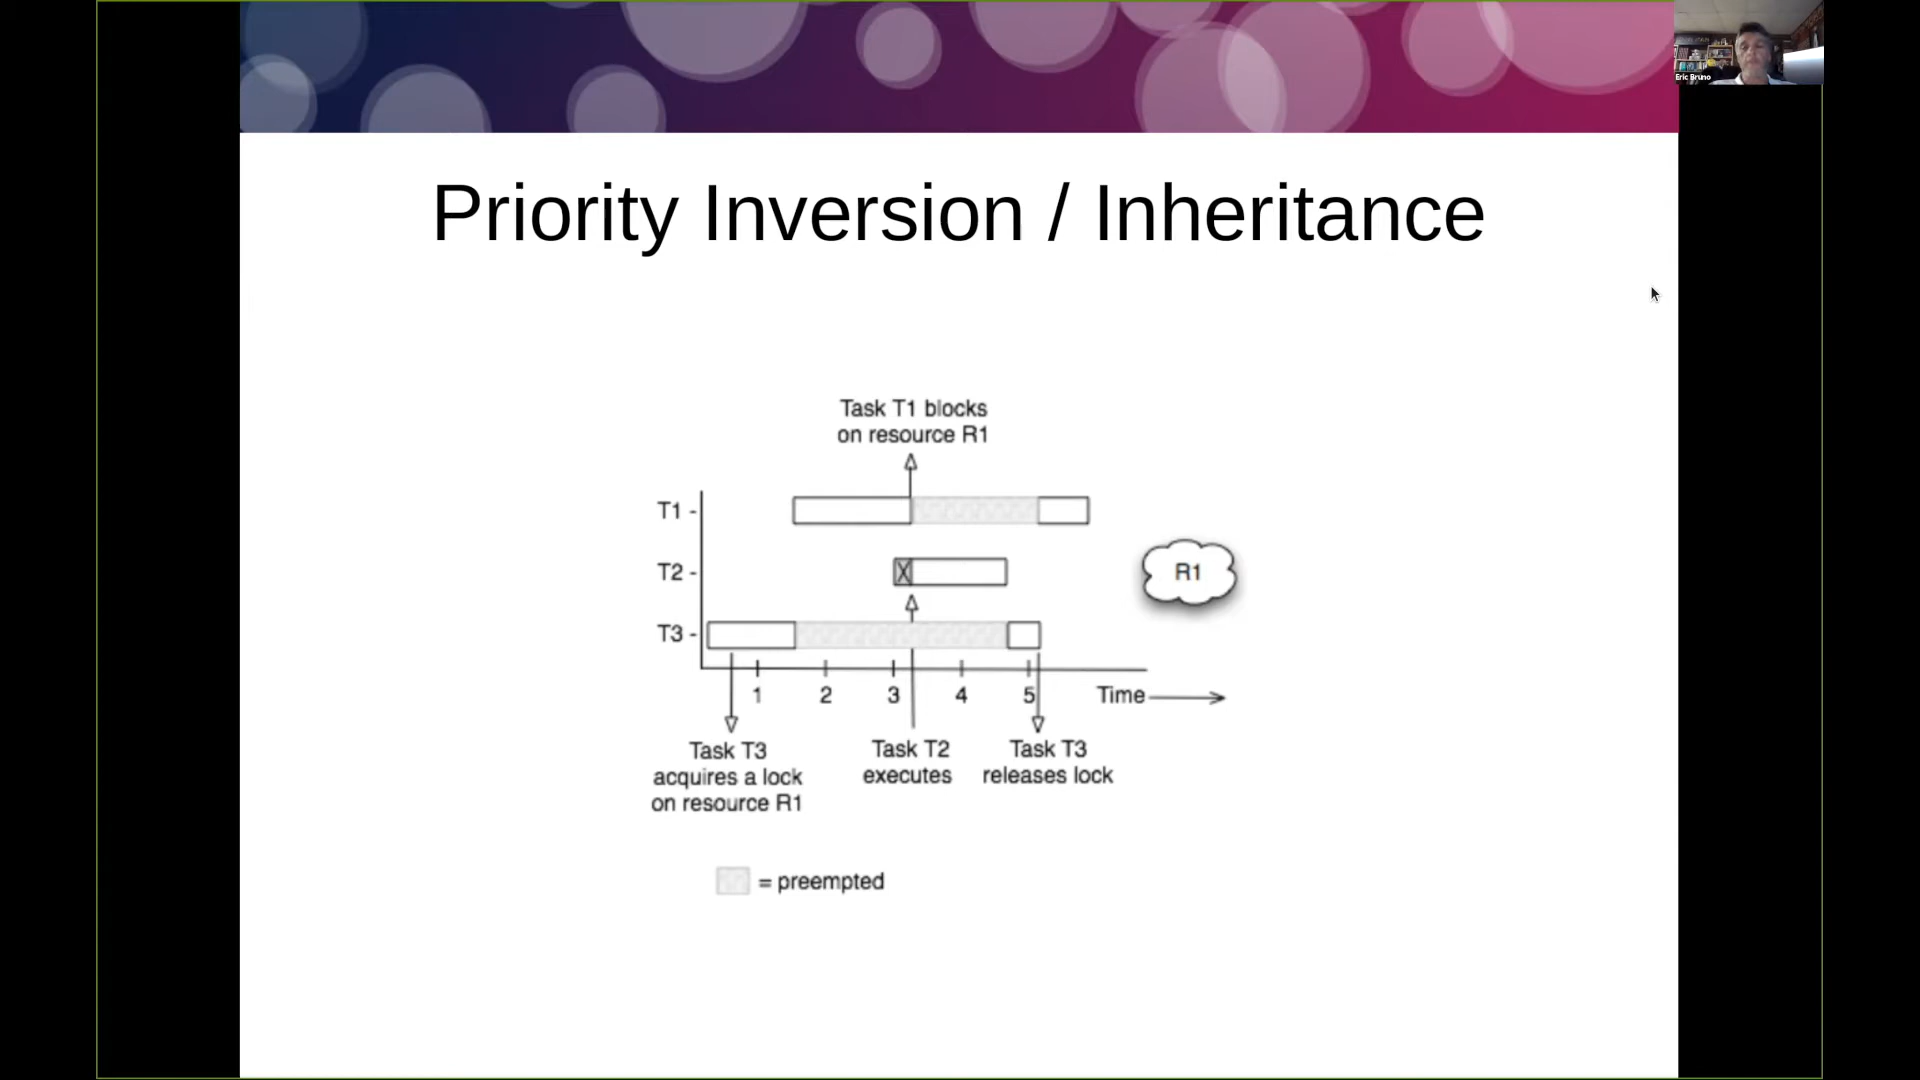 Eric Bruno
Priority Inversion / Inheritance
Task T1 blocks
on resource R1
T1 -
T2 -
X
R1
T3 -
1 2 3 4 5 Time
Task T3
acquires a lock
on resource R1
Task T2
executes
Task T3
releases lock
= preempted